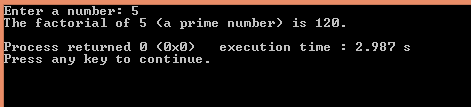 Enter a number: 5
The factorial of 5 (a prime number) is 120.
Process returned 0 (0x0)   execution time : 2.987 s
Press any key to continue.